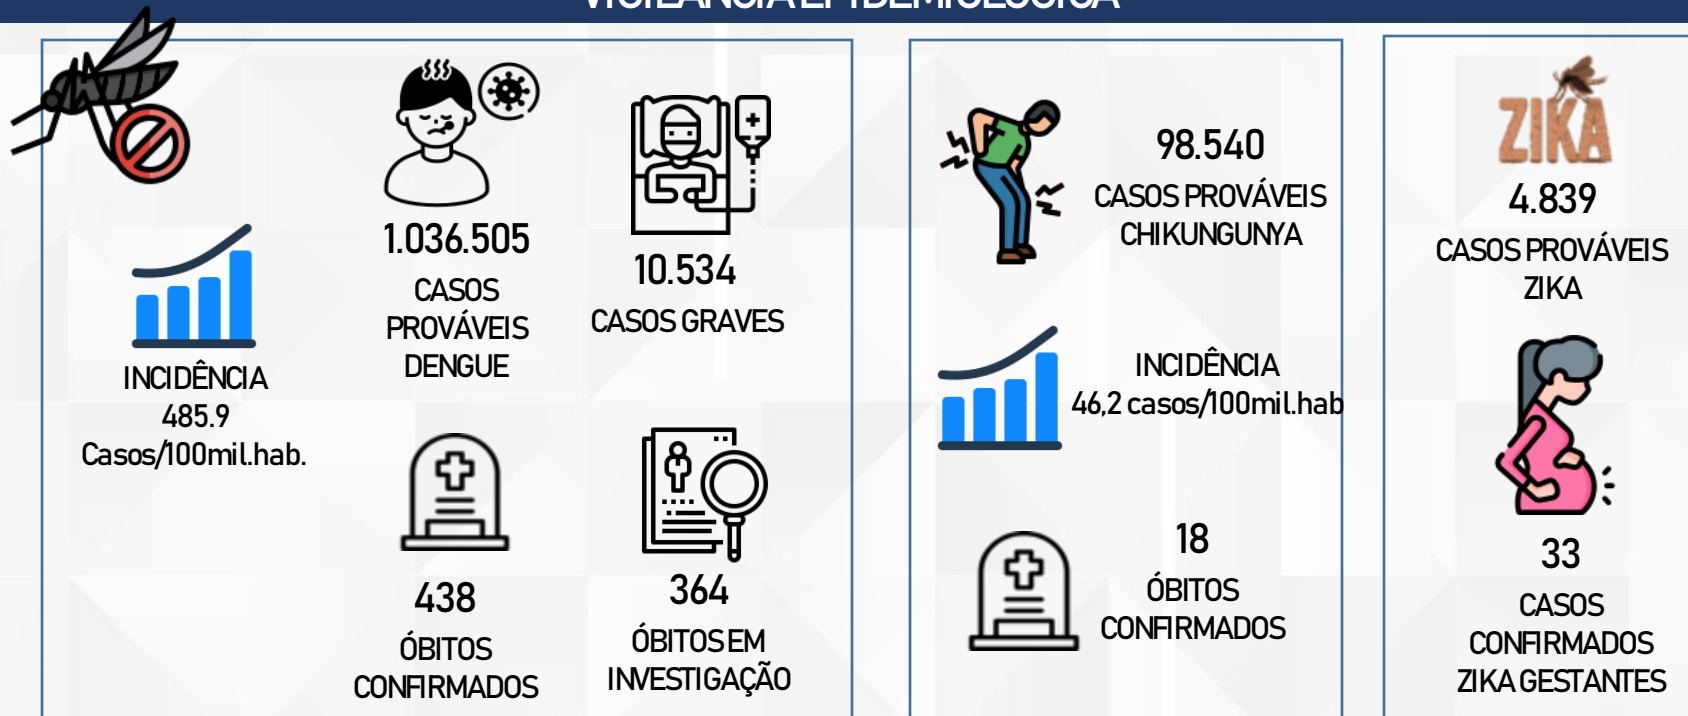 VIGILÂNCIA EPIDEMIOLÓGICA
1.036.505
CASOS
PROVÁVEIS
DENGUE
10.534
CASOS GRAVES
INCIDÊNCIA
485.9
Casos/100mil.hab.
438
ÓBITOS
CONFIRMADOS
364
ÓBITOS EM
INVESTIGAÇÃO
98.540
CASOS PROVÁVEIS
CHIKUNGUNYA
INCIDÊNCIA
46,2 casos/100mil.hab
18
ÓBITOS
CONFIRMADOS
ZIKA
4.839
CASOS PROVÁVEIS
ZIKA
33
CASOS
CONFIRMADOS
ZIKA GESTANTES